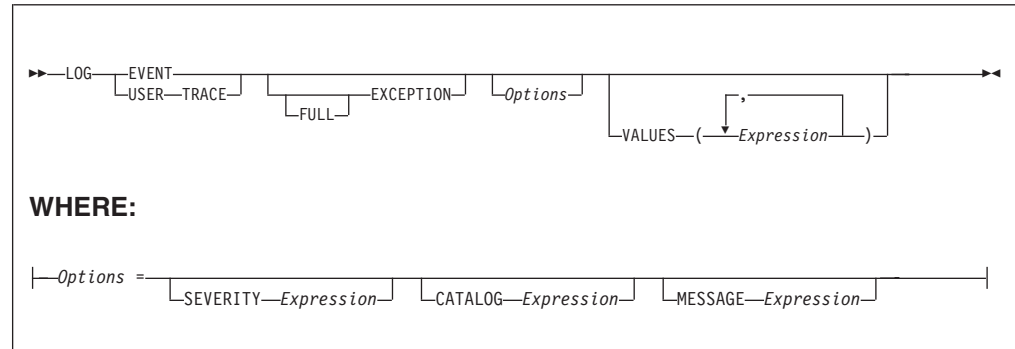 LOG EVENT
USER TRACE EXCEPTION Options ,
FULL VALUES ( Expression )
WHERE:
Options =
SEVERITY Expression CATALOG Expression MESSAGE Expression